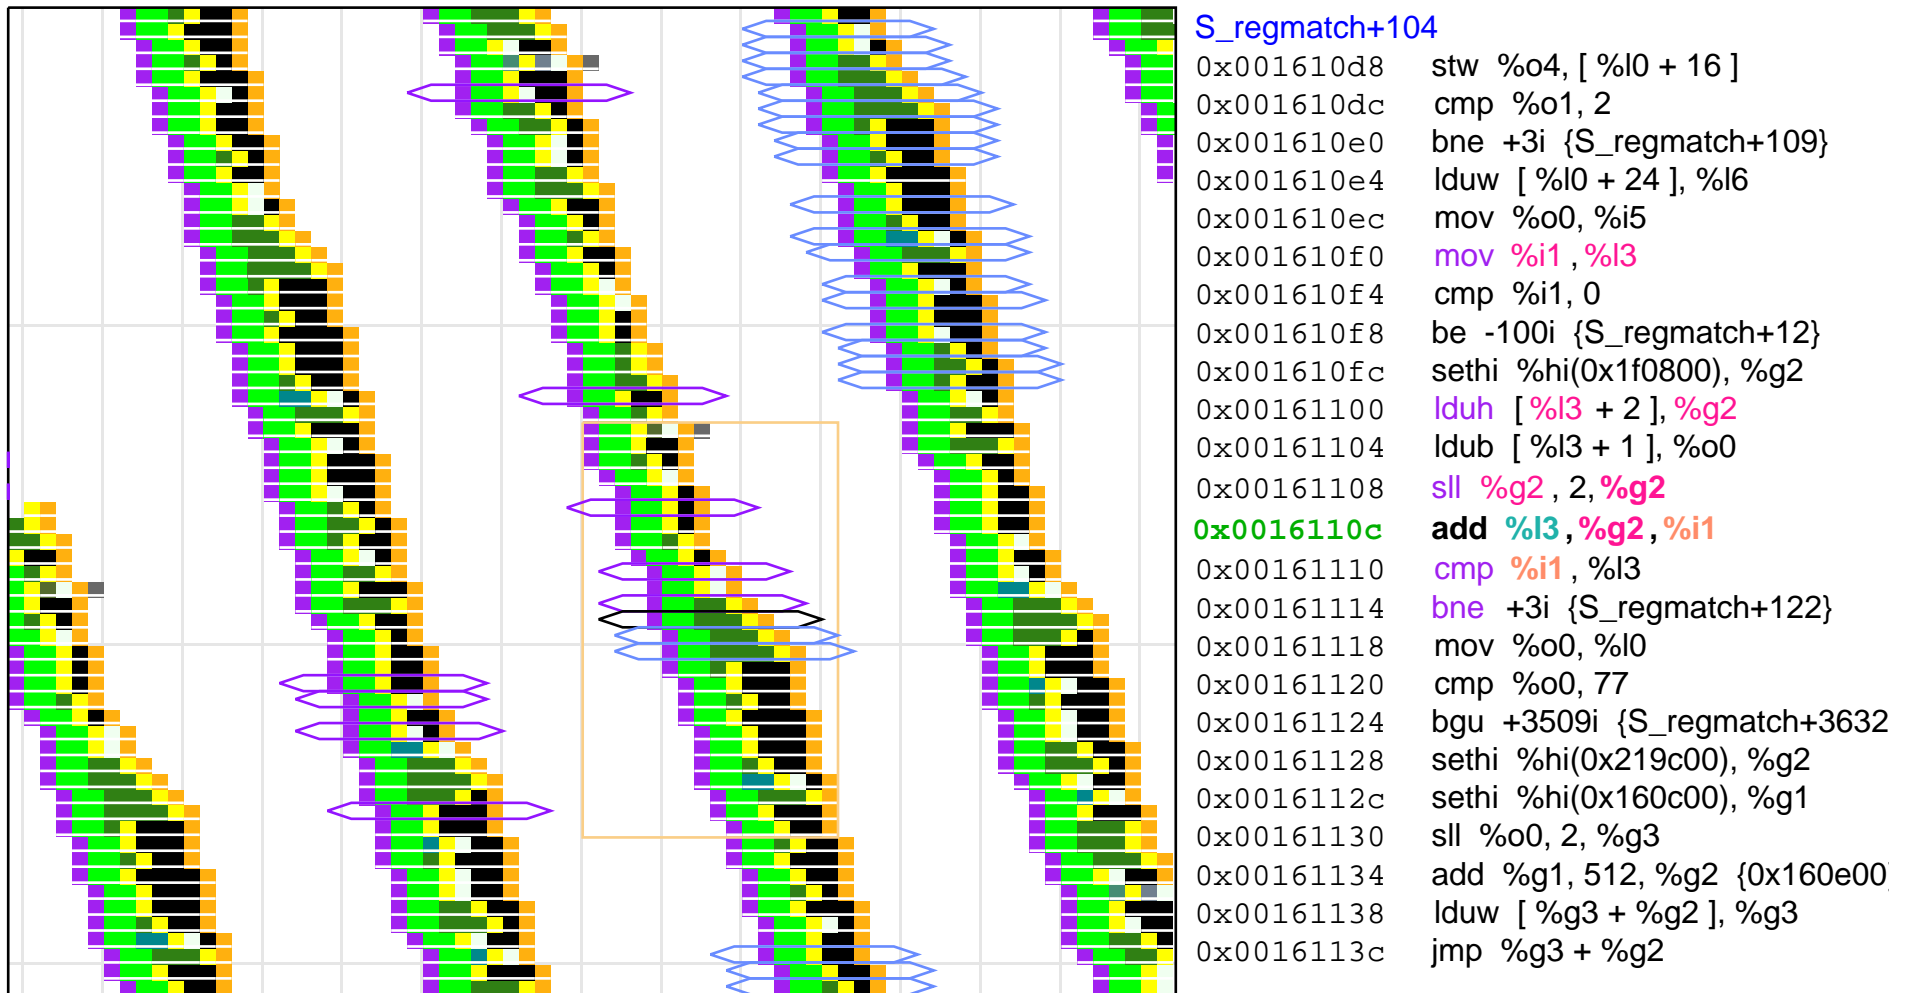 S_regmatch+104
0x001610d8 stw %o4, [ %l0 + 16 ]
0x001610dc cmp %o1, 2
0x001610e0 bne +3i {S_regmatch+109}
0x001610e4 lduw [ %l0 + 24 ], %l6
0x001610ec mov %o0, %i5
0x001610f0 mov %i1 , %l3
0x001610f4 cmp %i1, 0
0x001610f8 be -100i {S_regmatch+12}
0x001610fc sethi %hi(0x1f0800), %g2
0x00161100 lduh [ %l3 + 2 ], %g2
0x00161104 ldub [ %l3 + 1 ], %o0
0x00161108 sll %g2 , 2, %g2
0x0016110c add %l3 , %g2 , %i1
0x00161110 cmp %i1 , %l3
0x00161114 bne +3i {S_regmatch+122}
0x00161118 mov %o0, %l0
0x00161120 cmp %o0, 77
0x00161124 bgu +3509i {S_regmatch+3632
0x00161128 sethi %hi(0x219c00), %g2
0x0016112c sethi %hi(0x160c00), %g1
0x00161130 sll %o0, 2, %g3
0x00161134 add %g1, 512, %g2 {0x160e00}
0x00161138 lduw [ %g3 + %g2 ], %g3
0x0016113c jmp %g3 + %g2